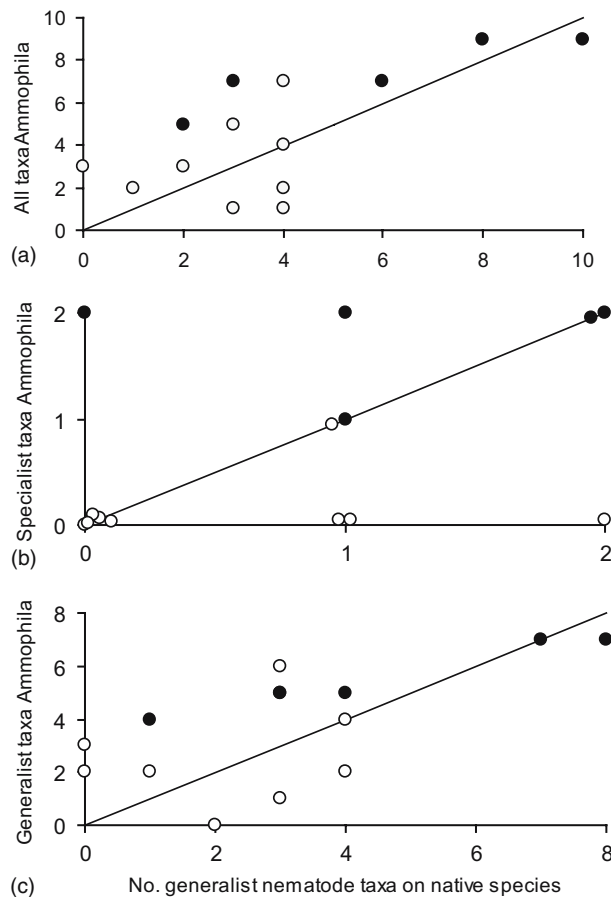 All taxa Ammophila
10
8
6
4
2
0
0 2 4 6 8 10
(a)
Specialist taxa Ammophila
2
1
0
0 1 2
(b)
Generalist taxa Ammophila
8
6
4
2
0
0 2 4 6 8
(c) No. generalist nematode taxa on native species